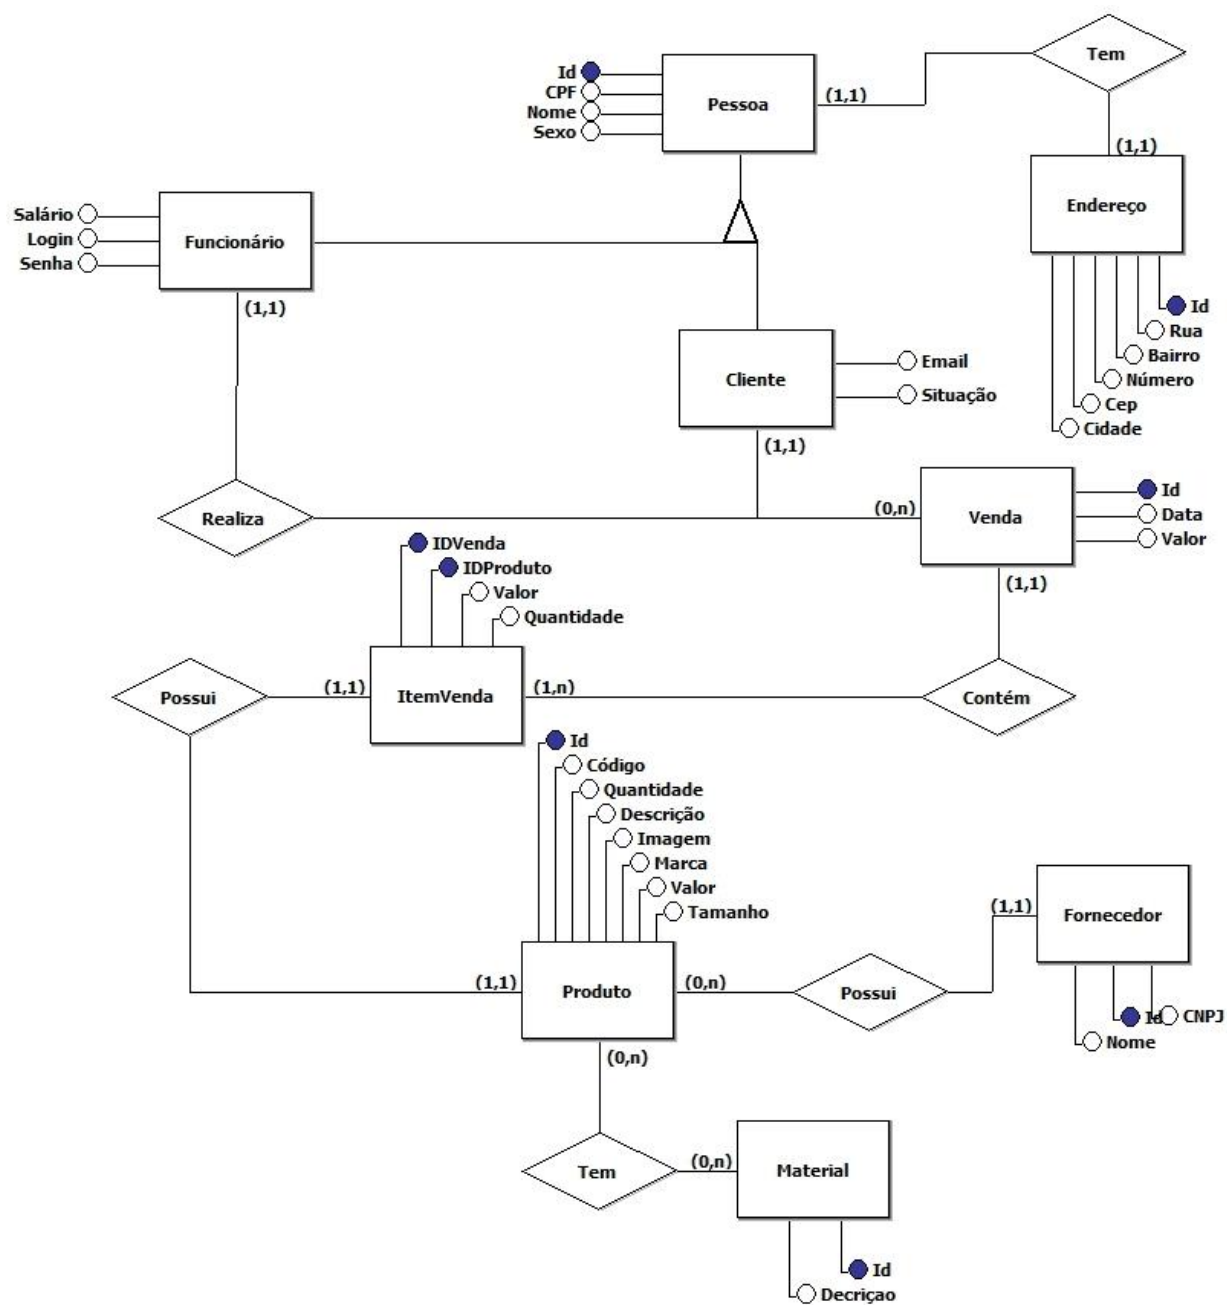 Tem
Id
CPF
Nome
Sexo
Pessoa
(1,1)
(1,1)
Endereço
Id
Rua
Bairro
Número
Cep
Cidade
Salário
Login
Senha
Funcionário
(1,1)
Cliente
Email
Situação
(1,1)
Realiza
(0,n)
Venda
Id
Data
Valor
(1,1)
IDVenda
IDProduto
Valor
Quantidade
Possui
(1,1)
ItemVenda
(1,n)
Contém
Id
Código
Quantidade
Descrição
Imagem
Marca
Valor
Tamanho
(1,1)
Produto
(0,n)
Possui
(1,1)
Fornecedor
Id
CNPJ
Nome
(0,n)
Tem
(0,n)
Material
Id
Decriçao